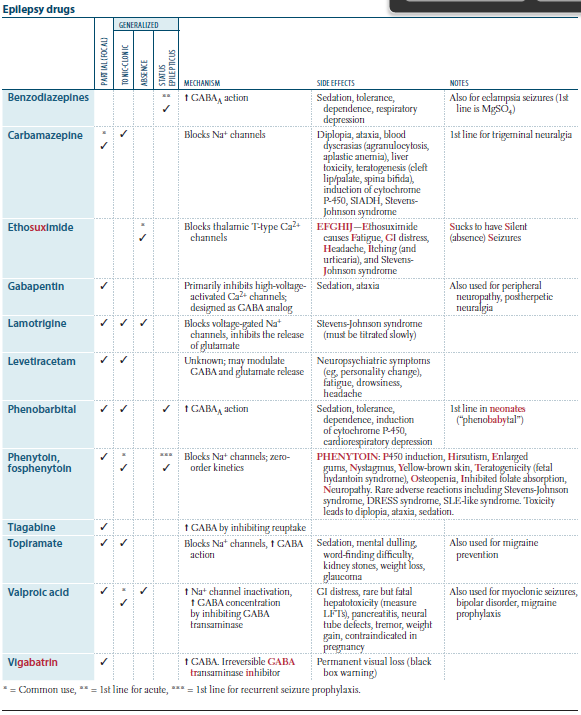 Epilepsy drugs
GENERALIZED
PARTIAL (FOCAL)
TONIC-CLONIC
ABSENCE
STATUS EPILEPTICUS
MECHANISM
SIDE EFFECTS
NOTES
Benzodiazepines
** ✓
↑ GABA_A action
Sedation, tolerance,
dependence, respiratory
depression
Also for eclampsia seizures (1st
line is MgSO₄)
Carbamazepine
* ✓
✓
Blocks Na⁺ channels
Diplopia, ataxia, blood
dyscrasias (agranulocytosis,
aplastic anemia), liver
toxicity, teratogenesis (cleft
lip/palate, spina bifida),
induction of cytochrome
P-450, SIADH, Stevens-
Johnson syndrome
1st line for trigeminal neuralgia
Ethosuximide
* ✓
Blocks thalamic T-type Ca²⁺
channels
EFGHIJ—Ethosuximide
causes Fatigue, GI distress,
Headache, Itching (and
urticaria), and Stevens-
Johnson syndrome
Sucks to have Silent
(absence) Seizures
Gabapentin
✓
Primarily inhibits high-voltage-
activated Ca²⁺ channels;
designed as GABA analog
Sedation, ataxia
Also used for peripheral
neuropathy, postherpetic
neuralgia
Lamotrigine
✓ ✓ ✓
Blocks voltage-gated Na⁺
channels, inhibits the release
of glutamate
Stevens-Johnson syndrome
(must be titrated slowly)
Levetiracetam
✓ ✓
Unknown; may modulate
GABA and glutamate release
Neuropsychiatric symptoms
(eg, personality change),
fatigue, drowsiness,
headache
Phenobarbital
✓ ✓ ✓
↑ GABA_A action
Sedation, tolerance,
dependence, induction
of cytochrome P-450,
cardiorespiratory depression
1st line in neonates
("phenobabytal")
Phenytoin,
fosphenytoin
✓
* ✓
*** ✓
Blocks Na⁺ channels; zero-
order kinetics
PHENYTOIN: P450 induction, Hirsutism, Enlarged
gums, Nystagmus, Yellow-brown skin, Teratogenicity (fetal
hydantoin syndrome), Osteopenia, Inhibited folate absorption,
Neuropathy. Rare adverse reactions including Stevens-Johnson
syndrome, DRESS syndrome, SLE-like syndrome. Toxicity
leads to diplopia, ataxia, sedation.
Tiagabine
✓
↑ GABA by inhibiting reuptake
Topiramate
✓ ✓
Blocks Na⁺ channels, ↑ GABA
action
Sedation, mental dulling,
word-finding difficulty,
kidney stones, weight loss,
glaucoma
Also used for migraine
prevention
Valproic acid
✓
* ✓
✓
↑ Na⁺ channel inactivation,
↑ GABA concentration
by inhibiting GABA
transaminase
GI distress, rare but fatal
hepatotoxicity (measure
LFTs), pancreatitis, neural
tube defects, tremor, weight
gain, contraindicated in
pregnancy
Also used for myoclonic seizures,
bipolar disorder, migraine
prophylaxis
Vigabatrin
✓
↑ GABA. Irreversible GABA
transaminase inhibitor
Permanent visual loss (black
box warning)
* = Common use, ** = 1st line for acute, *** = 1st line for recurrent seizure prophylaxis.